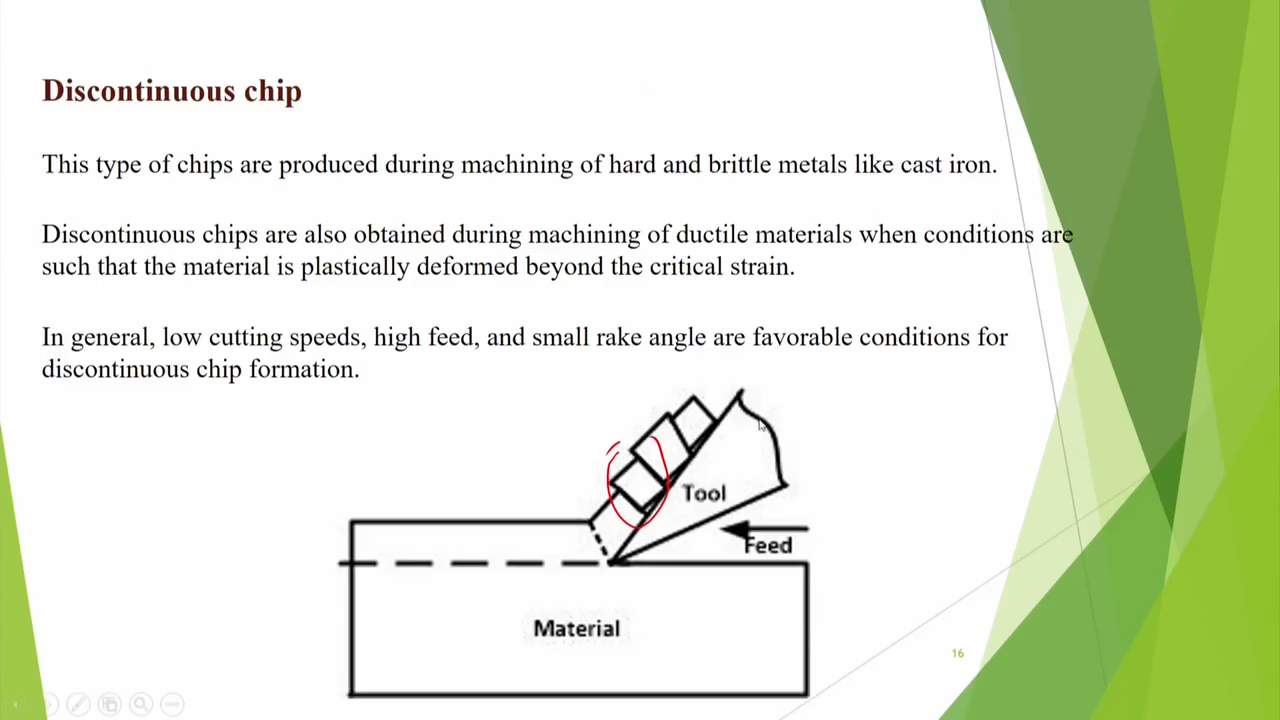 Discontinuous chip
This type of chips are produced during machining of hard and brittle metals like cast iron.
Discontinuous chips are also obtained during machining of ductile materials when conditions are
such that the material is plastically deformed beyond the critical strain.
In general, low cutting speeds, high feed, and small rake angle are favorable conditions for
discontinuous chip formation.
Tool
Feed
Material
16